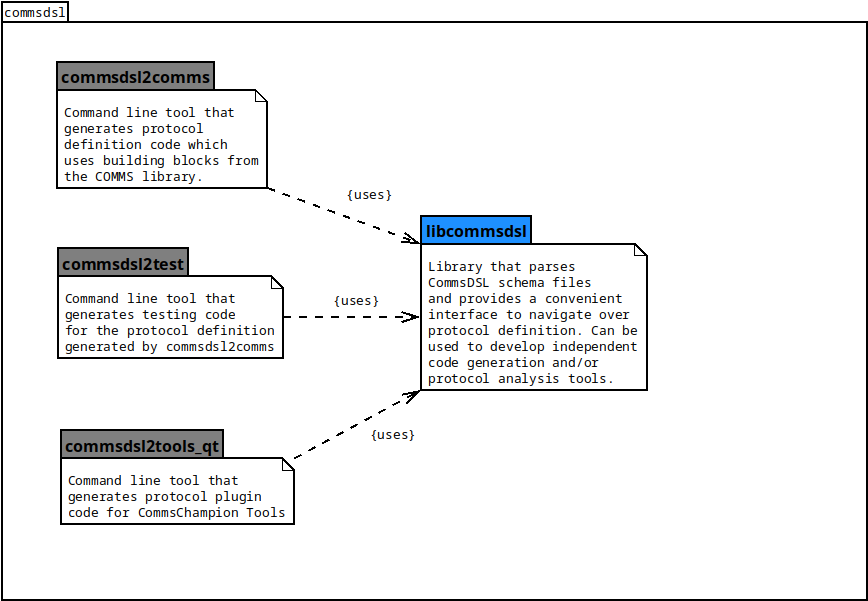 commsdsl
commsdsl2comms
Command line tool that
generates protocol
definition code which
uses building blocks from
the COMMS library.
{uses}
libcommsdsl
Library that parses
CommsDSL schema files
and provides a convenient
interface to navigate over
protocol definition. Can be
used to develop independent
code generation and/or
protocol analysis tools.
commsdsl2test
Command line tool that
generates testing code
for the protocol definition
generated by commsdsl2comms
{uses}
commsdsl2tools_qt
Command line tool that
generates protocol plugin
code for CommsChampion Tools
{uses}